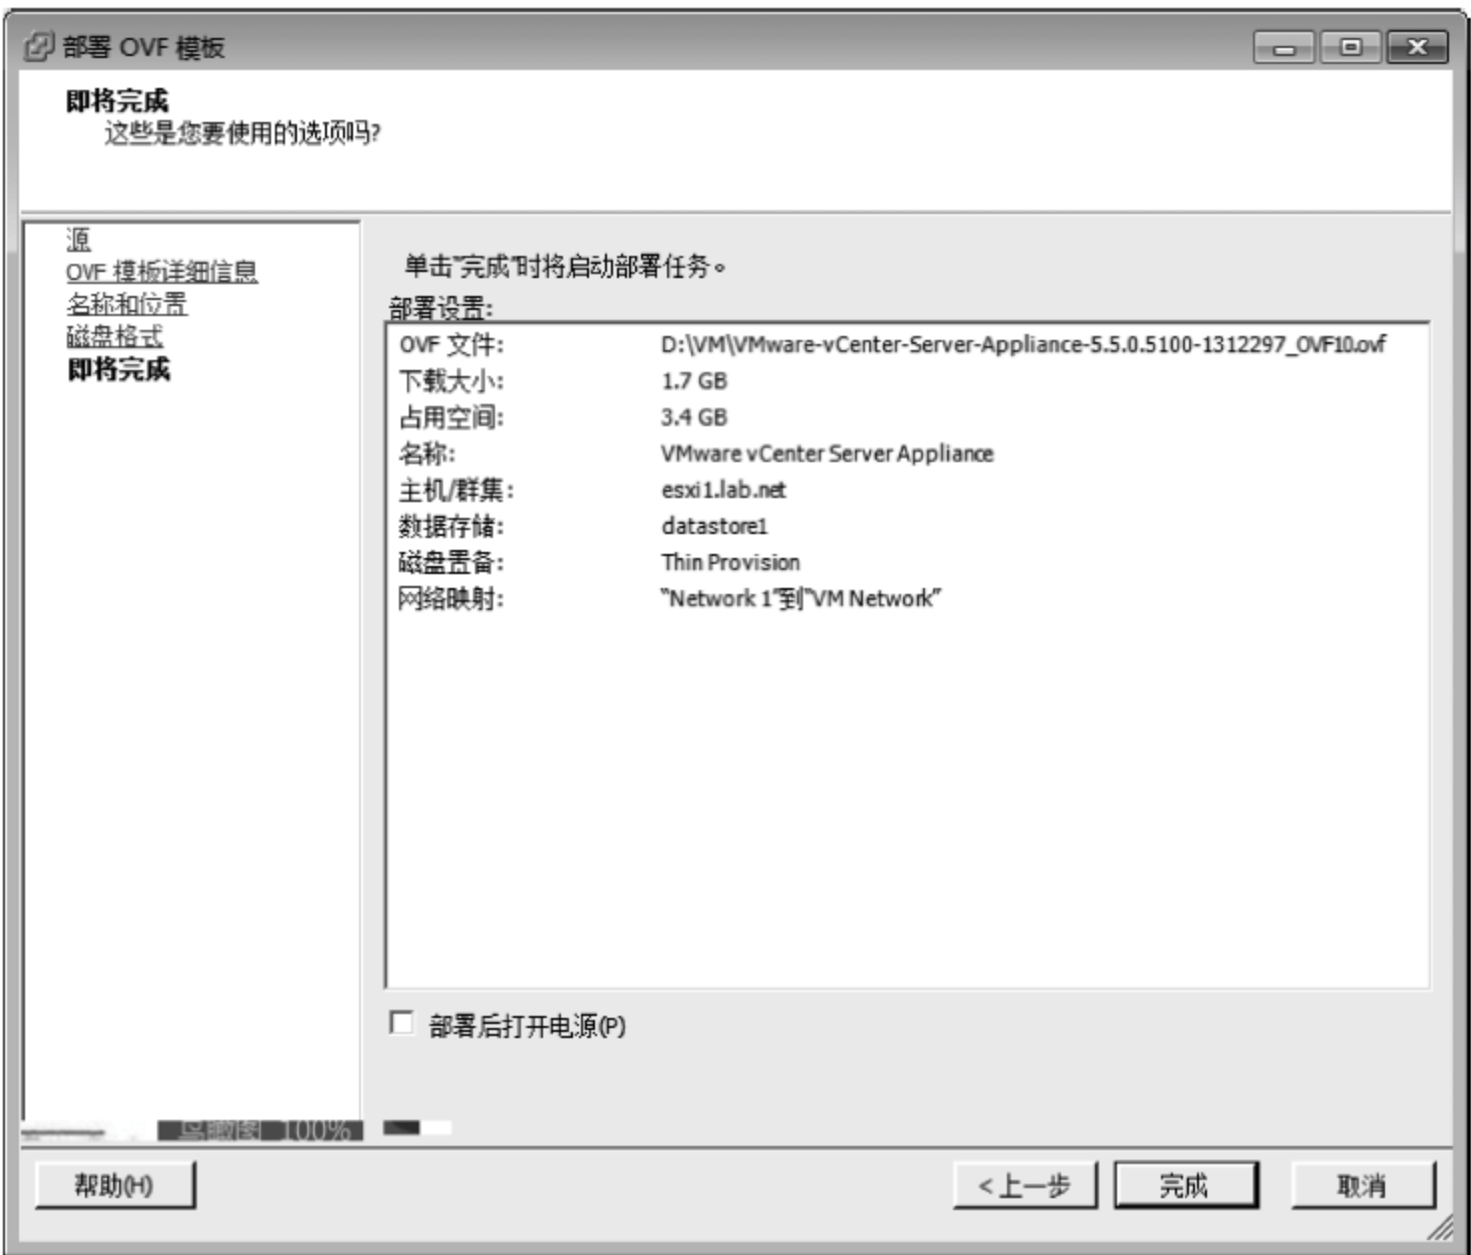 部署 OVF 模板
即将完成
这些是您要使用的选项吗?
源
OVF 模板详细信息
名称和位置
磁盘格式
即将完成
单击"完成"时将启动部署任务。
部署设置:
OVF 文件: D:\VM\VMware-vCenter-Server-Appliance-5.5.0.5100-1312297_OVF10.ovf
下载大小: 1.7 GB
占用空间: 3.4 GB
名称: VMware vCenter Server Appliance
主机/群集: esxi1.lab.net
数据存储: datastore1
磁盘置备: Thin Provision
网络映射: "Network 1"到"VM Network"
部署后打开电源(P)
鸟瞰图 100%
帮助(H) <上一步 完成 取消